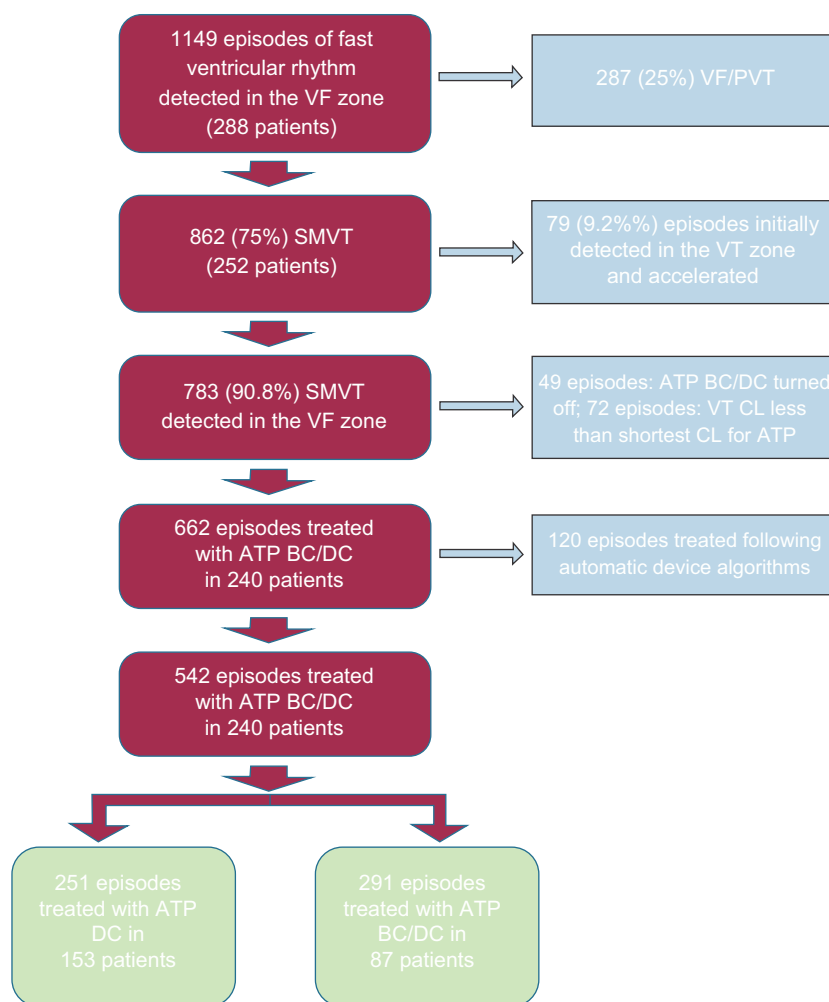 1149 episodes of fast
ventricular rhythm
detected in the VF zone
(288 patients)
287 (25%) VF/PVT
862 (75%) SMVT
(252 patients)
79 (9.2%%) episodes initially
detected in the VT zone
and accelerated
783 (90.8%) SMVT
detected in the VF zone
49 episodes: ATP BC/DC turned
off; 72 episodes: VT CL less
than shortest CL for ATP
662 episodes treated
with ATP BC/DC
in 240 patients
120 episodes treated following
automatic device algorithms
542 episodes treated
with ATP BC/DC
in 240 patients
251 episodes
treated with ATP
DC in
153 patients
291 episodes
treated with ATP
BC/DC in
87 patients